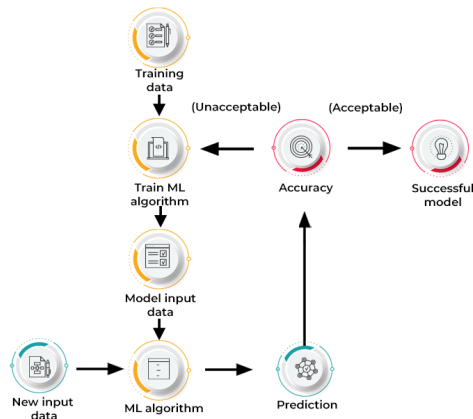 Training
data
(Unacceptable)
(Acceptable)
Train ML
algorithm
Accuracy
Successful
model
Model input
data
New input
data
ML algorithm
Prediction